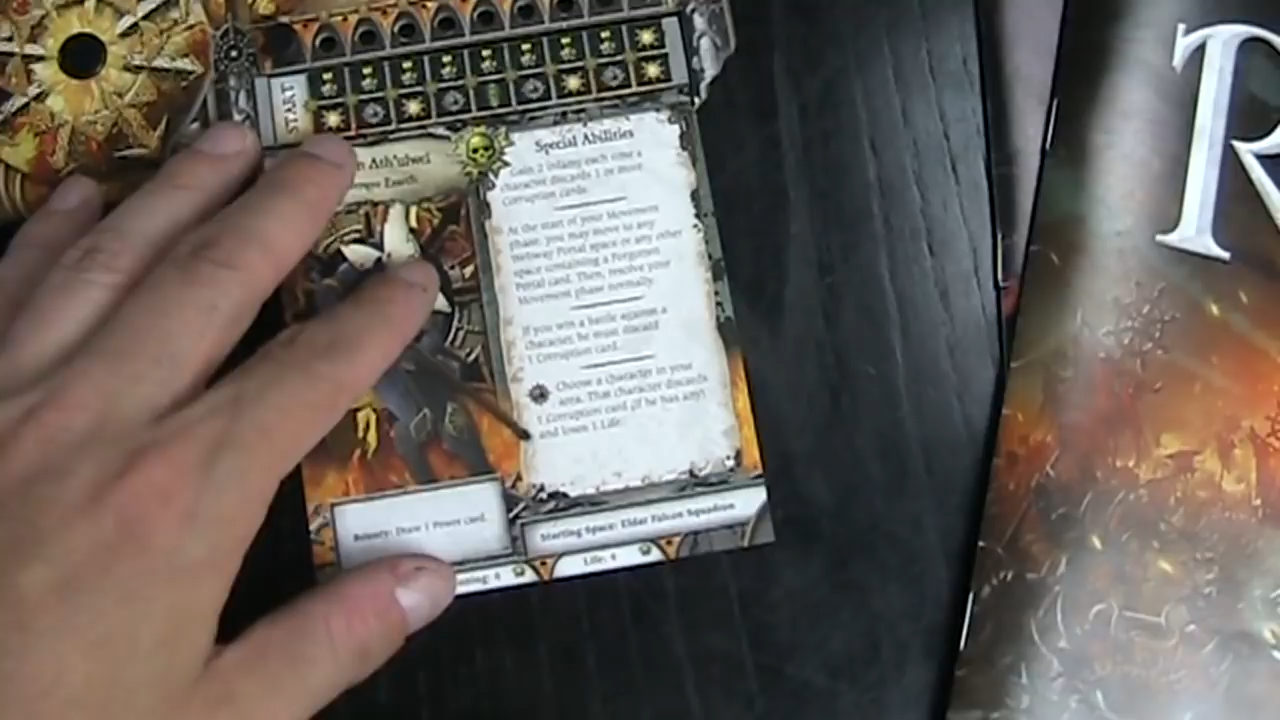 START
Ath'ulwei
Special Abilities
Gain 2 Infamy each time a
character discards 1 or more
Corruption cards.
At the start of your Movement
phase, you may move to any
Webway Portal space or any other
space containing a Forgotten
Portal card. Then, resolve your
Movement phase normally.
If you win a battle against a
character, he must discard
1 Corruption card.
Choose a character in your
area. That character discards
1 Corruption card (if he has any)
and loses 1 Life.
Bounty: Draw 1 Power card.
Starting Space: Eldar Falcon Squadron
Life: 4
R